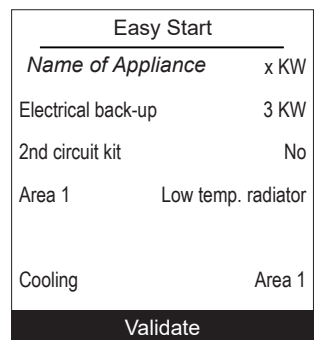 Easy Start
Name of Appliance x KW
Electrical back-up 3 KW
2nd circuit kit No
Area 1 Low temp. radiator
Cooling Area 1
Validate